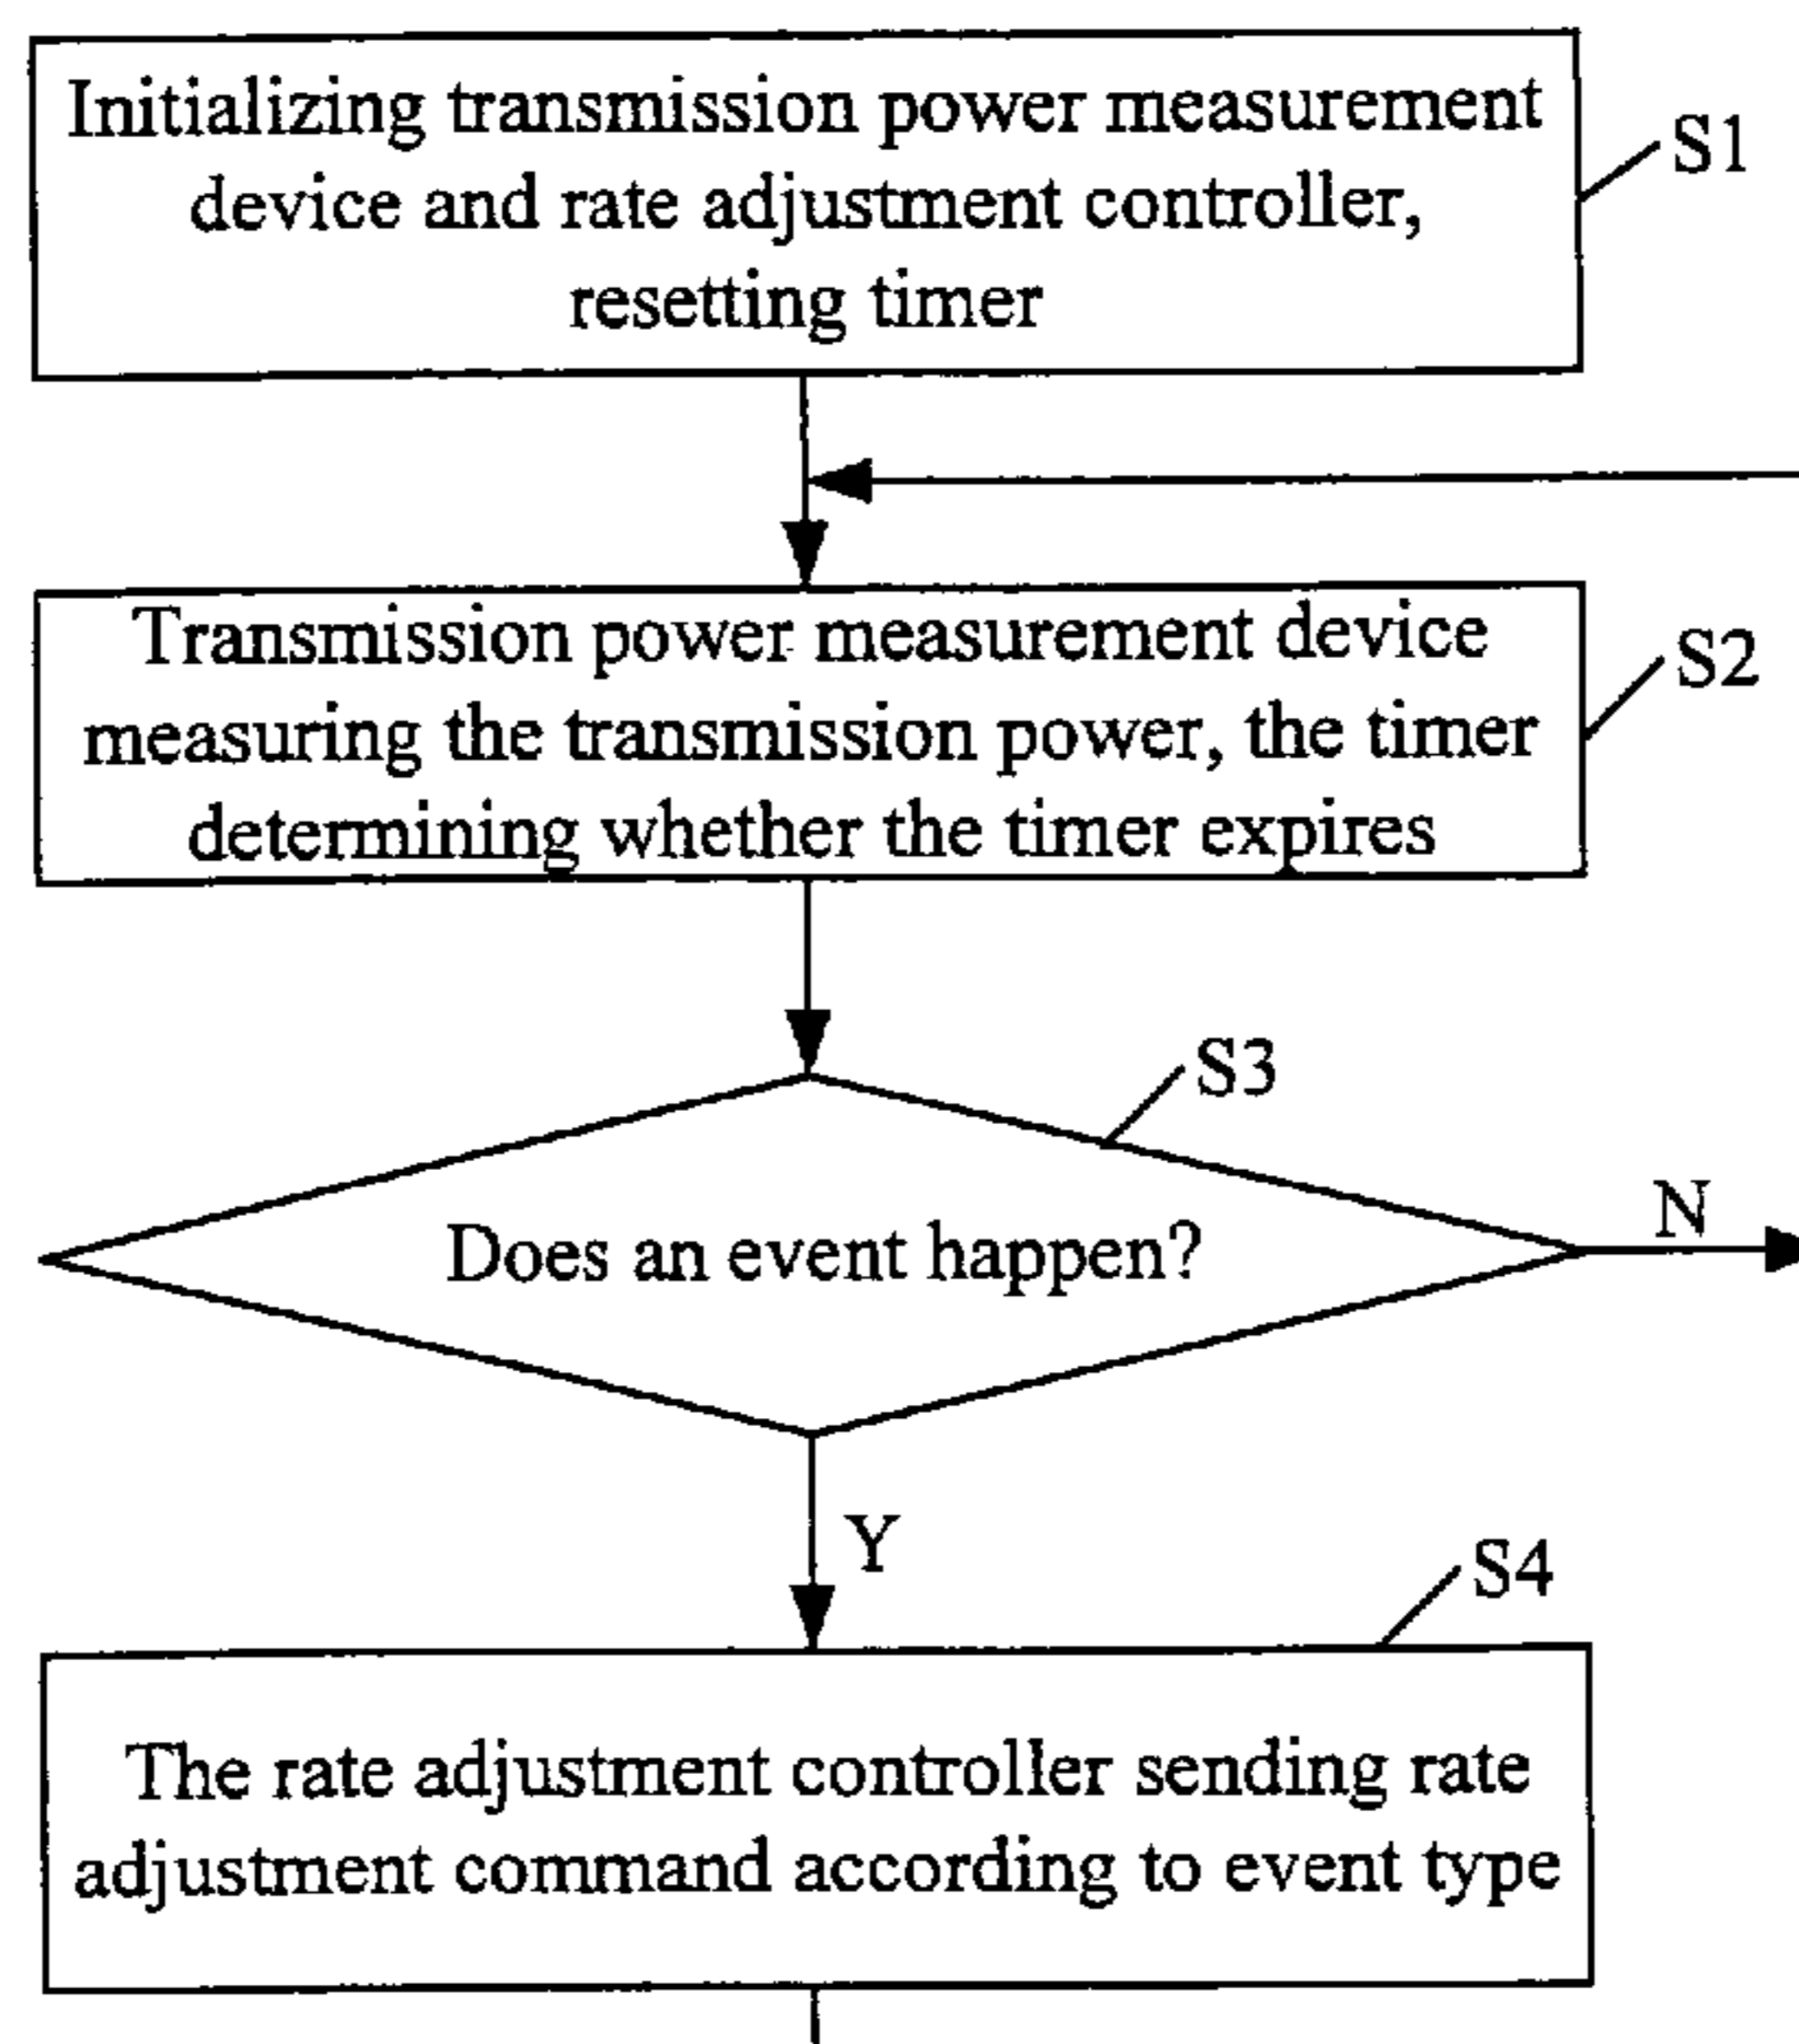 Initializing transmission power measurement
device and rate adjustment controller,
resetting timer
S1
Transmission power measurement device
measuring the transmission power, the timer
determining whether the timer expires
S2
S3
Does an event happen?
N
Y
S4
The rate adjustment controller sending rate
adjustment command according to event type